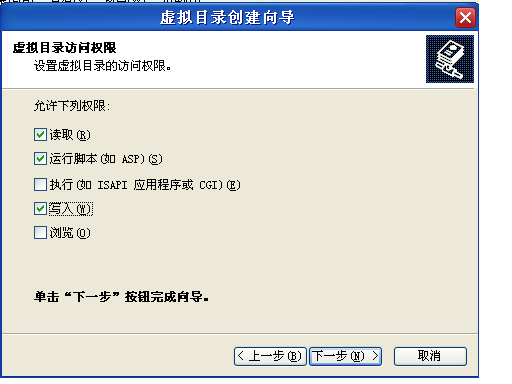 虚拟目录创建向导
虚拟目录访问权限
设置虚拟目录的访问权限。
允许下列权限:
读取(R)
运行脚本(如 ASP)(S)
执行(如 ISAPI 应用程序或 CGI)(E)
写入(W)
浏览(O)
单击“下一步”按钮完成向导。
< 上一步(B) 下一步(N) > 取消